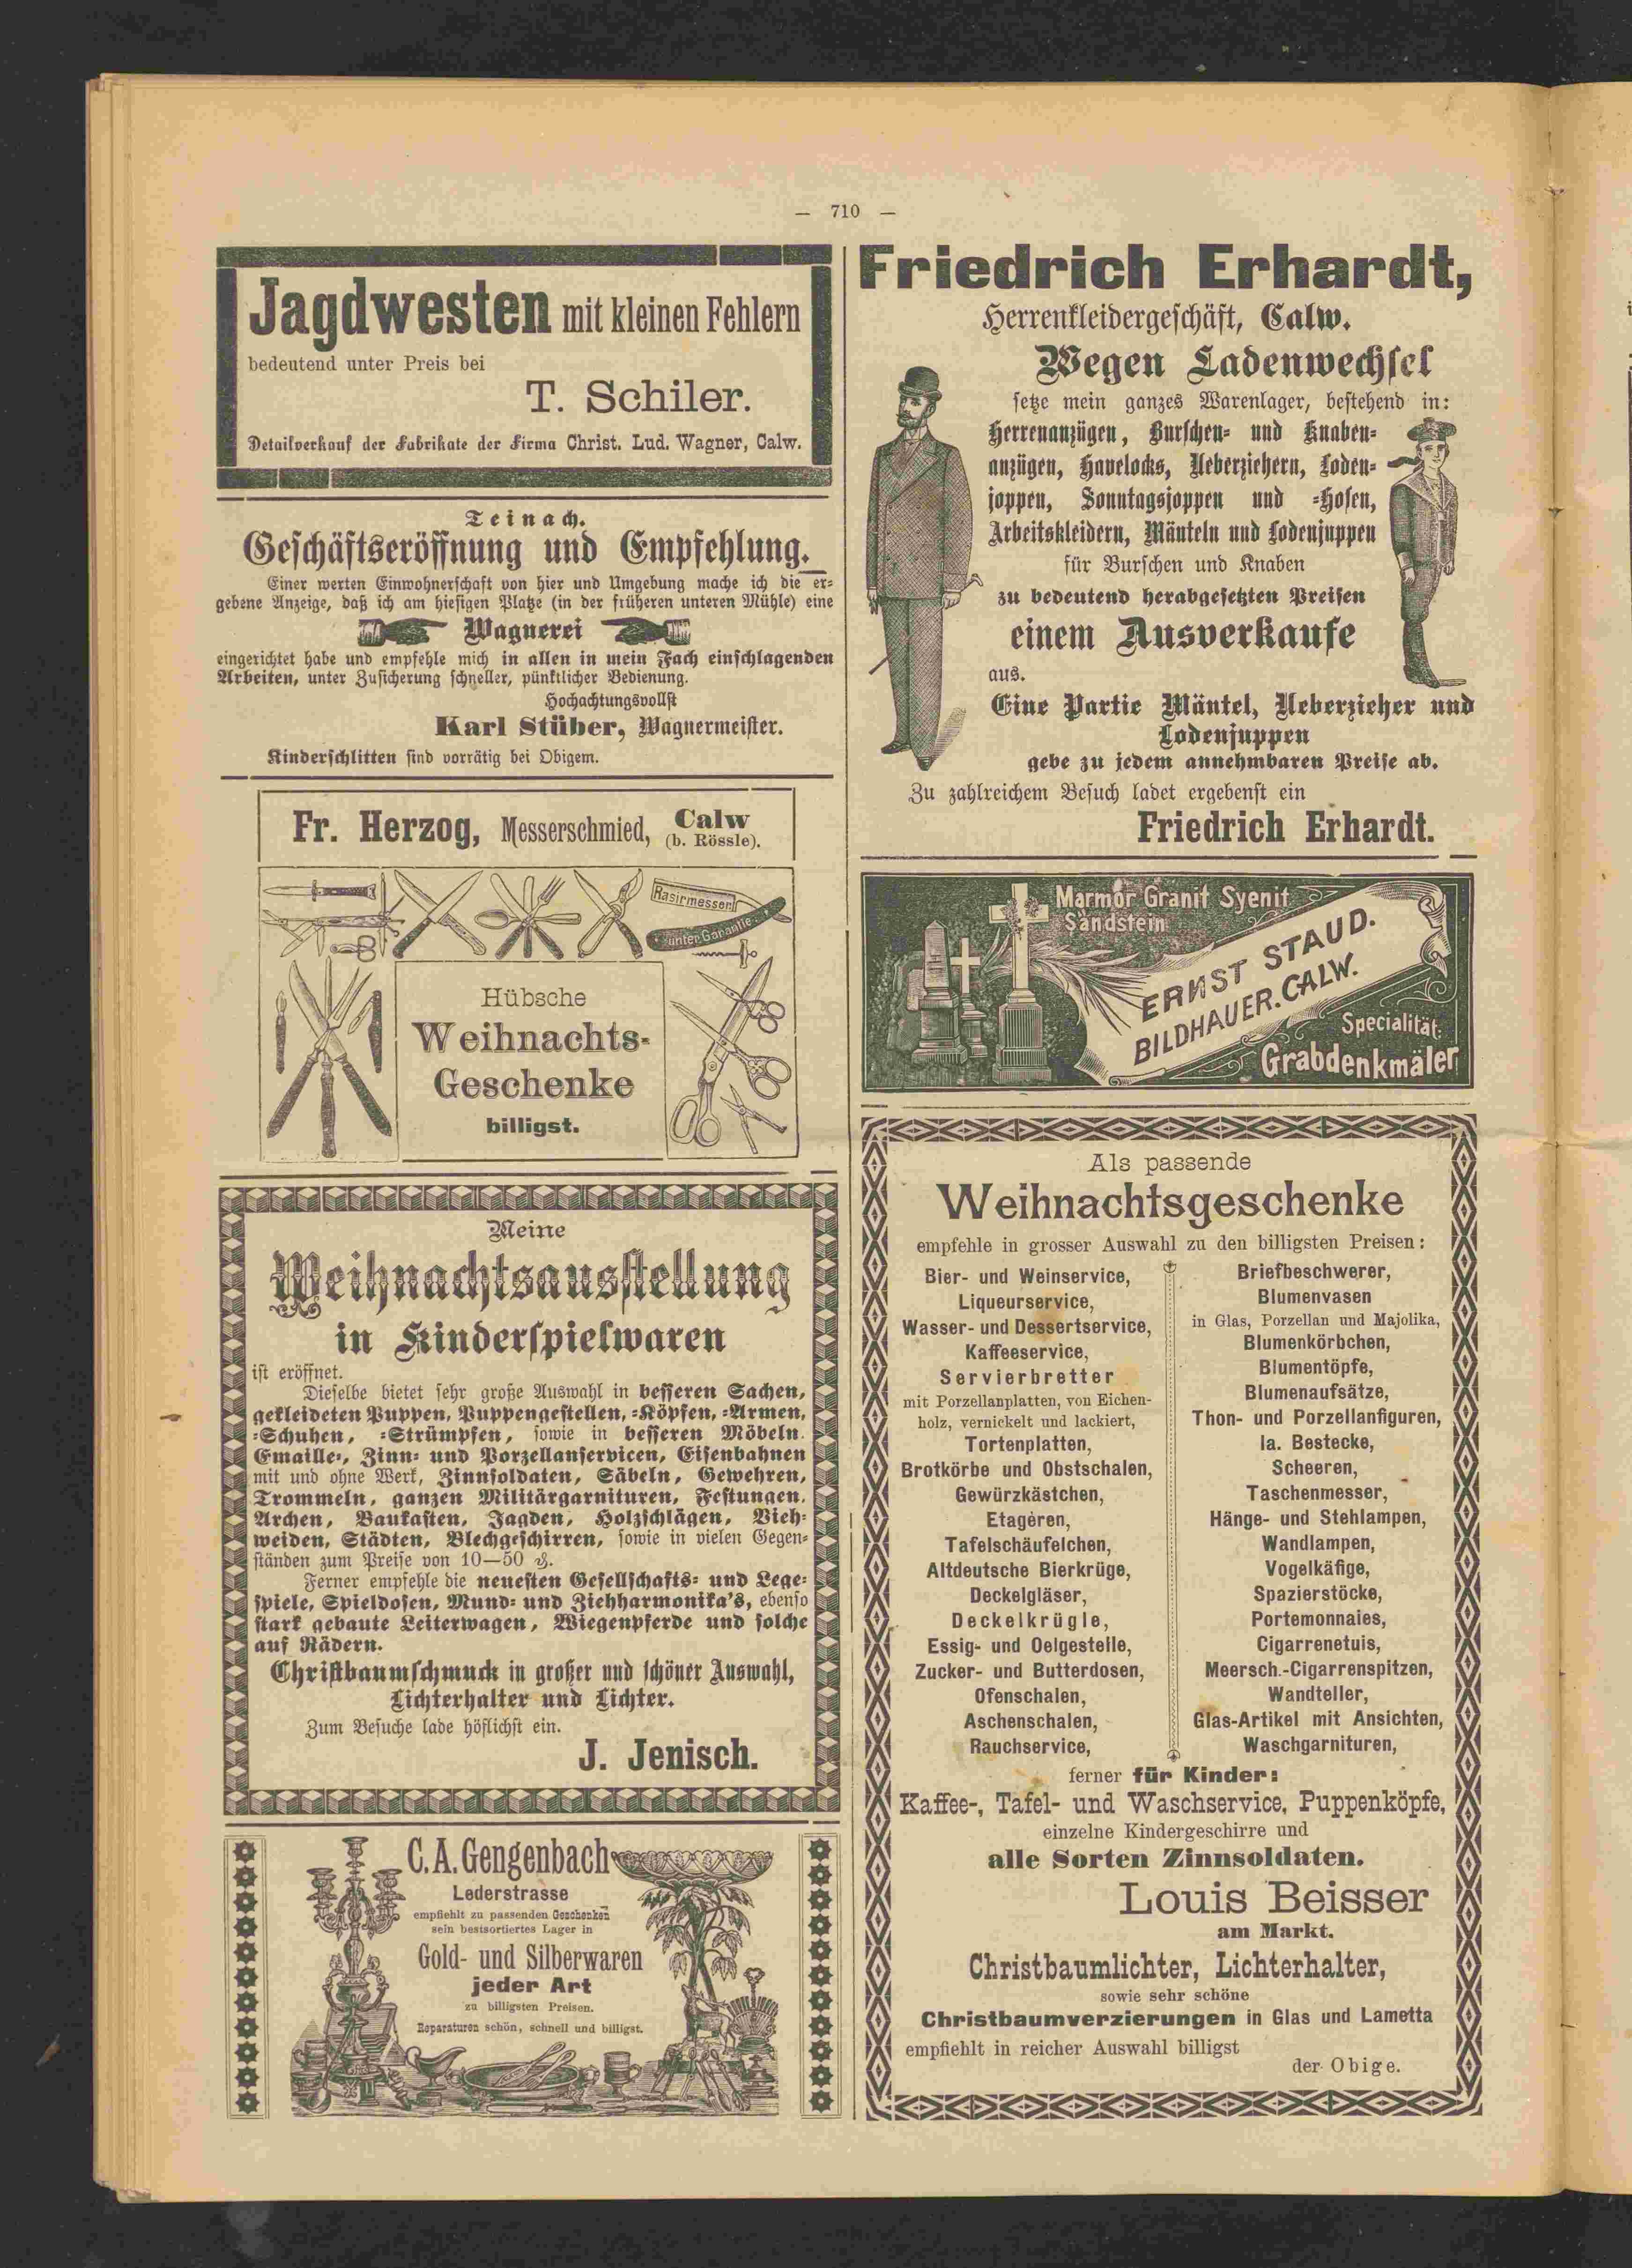 — 710 —
Jagdwesten mit kleinen Fehlern
bedeutend unter Preis bei
T. Schiler.
Detailverkauf der Fabrikate der Firma Christ. Lud. Wagner, Calw.
Teinach.
Geschäftseröffnung und Empfehlung.
Einer werten Einwohnerschaft von hier und Umgebung mache ich die er-
gebene Anzeige, daß ich am hiesigen Platze (in der früheren unteren Mühle) eine
Wagnerei
eingerichtet habe und empfehle mich in allen in mein Fach einschlagenden
Arbeiten, unter Zusicherung schneller, pünktlicher Bedienung.
Hochachtungsvollst
Karl Stüber, Wagnermeister.
Kinderschlitten sind vorrätig bei Obigem.
Fr. Herzog, Messerschmied, Calw
(b. Rössle).
Rasirmesser
unter Garantie
Hübsche
Weihnachts-
Geschenke
billigst.
Meine
Weihnachtsausstellung
in Kinderspielwaren
ist eröffnet.
Dieselbe bietet sehr große Auswahl in besseren Sachen,
gekleideten Puppen, Puppengestellen, -Köpfen, -Armen,
-Schuhen, -Strümpfen, sowie in besseren Möbeln.
Emaille-, Zinn- und Porzellanservicen, Eisenbahnen
mit und ohne Werk, Zinnsoldaten, Säbeln, Gewehren,
Trommeln, ganzen Militärgarnituren, Festungen,
Archen, Baukasten, Jagden, Holzschlägen, Vieh-
weiden, Städten, Blechgeschirren, sowie in vielen Gegen-
ständen zum Preise von 10—50 ₰.
Ferner empfehle die neuesten Gesellschafts- und Lege-
spiele, Spieldosen, Mund- und Ziehharmonika's, ebenso
stark gebaute Leiterwagen, Wiegenpferde und solche
auf Rädern.
Christbaumschmuck in großer und schöner Auswahl,
Lichterhalter und Lichter.
Zum Besuche lade höflichst ein.
J. Jenisch.
C. A. Gengenbach
Lederstrasse
empfiehlt zu passenden Geschenken
sein bestsortiertes Lager in
Gold- und Silberwaren
jeder Art
zu billigsten Preisen.
Reparaturen schön, schnell und billigst.
Friedrich Erhardt,
Herrenkleidergeschäft, Calw.
Wegen Ladenwechsel
setze mein ganzes Warenlager, bestehend in:
Herrenanzügen, Burschen- und Knaben-
anzügen, Havelocks, Ueberziehern, Loden-
joppen, Sonntagsjoppen und -Hosen,
Arbeitskleidern, Mänteln und Lodenjuppen
für Burschen und Knaben
zu bedeutend herabgesetzten Preisen
einem Ausverkaufe
aus.
Eine Partie Mäntel, Ueberzieher und
Lodenjuppen
gebe zu jedem annehmbaren Preise ab.
Zu zahlreichem Besuch ladet ergebenst ein
Friedrich Erhardt.
Marmor Granit Syenit
Sandstein
ERNST STAUD.
BILDHAUER. CALW.
Specialität.
Grabdenkmäler
Als passende
Weihnachtsgeschenke
empfehle in grosser Auswahl zu den billigsten Preisen:
Bier- und Weinservice,
Liqueurservice,
Wasser- und Dessertservice,
Kaffeeservice,
Servierbretter
mit Porzellanplatten, von Eichen-
holz, vernickelt und lackiert,
Tortenplatten,
Brotkörbe und Obstschalen,
Gewürzkästchen,
Etagèren,
Tafelschäufelchen,
Altdeutsche Bierkrüge,
Deckelgläser,
Deckelkrügle,
Essig- und Oelgestelle,
Zucker- und Butterdosen,
Ofenschalen,
Aschenschalen,
Rauchservice,
Briefbeschwerer,
Blumenvasen
in Glas, Porzellan und Majolika,
Blumenkörbchen,
Blumentöpfe,
Blumenaufsätze,
Thon- und Porzellanfiguren,
Ia. Bestecke,
Scheeren,
Taschenmesser,
Hänge- und Stehlampen,
Wandlampen,
Vogelkäfige,
Spazierstöcke,
Portemonnaies,
Cigarrenetuis,
Meersch.-Cigarrenspitzen,
Wandteller,
Glas-Artikel mit Ansichten,
Waschgarnituren,
ferner für Kinder:
Kaffee-, Tafel- und Waschservice, Puppenköpfe,
einzelne Kindergeschirre und
alle Sorten Zinnsoldaten.
Louis Beisser
am Markt.
Christbaumlichter, Lichterhalter,
sowie sehr schöne
Christbaumverzierungen in Glas und Lametta
empfiehlt in reicher Auswahl billigst
der Obige.